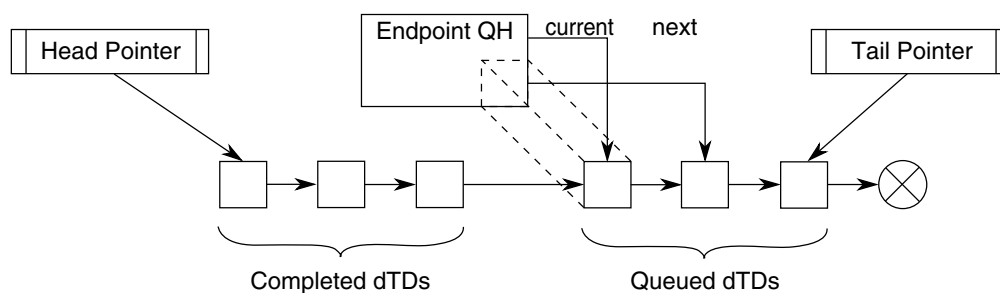 Head Pointer
Endpoint QH
current
next
Tail Pointer
Completed dTDs
Queued dTDs